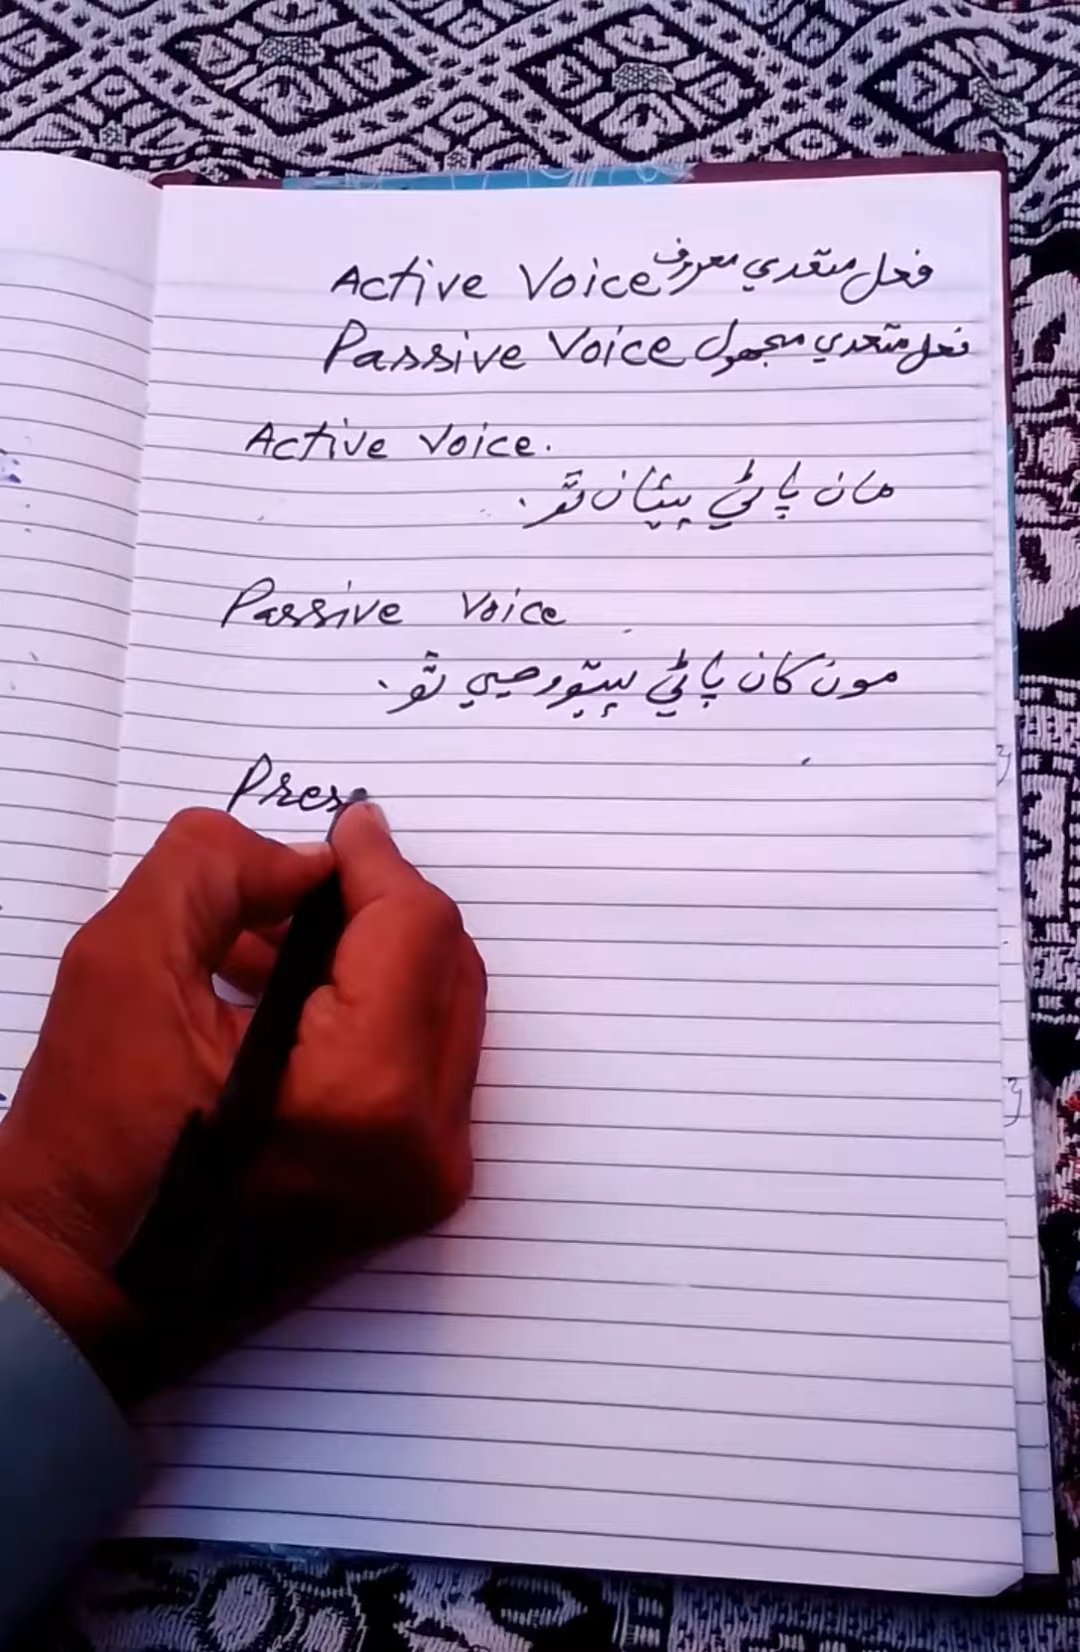 Active Voice فعل متعدي معروف
Passive Voice فعل متعدي مجهول
Active Voice.
مان پاڻي پيئان ٿو.
Passive Voice
مون کان پاڻي پيتو وڃي ٿو.
Pres